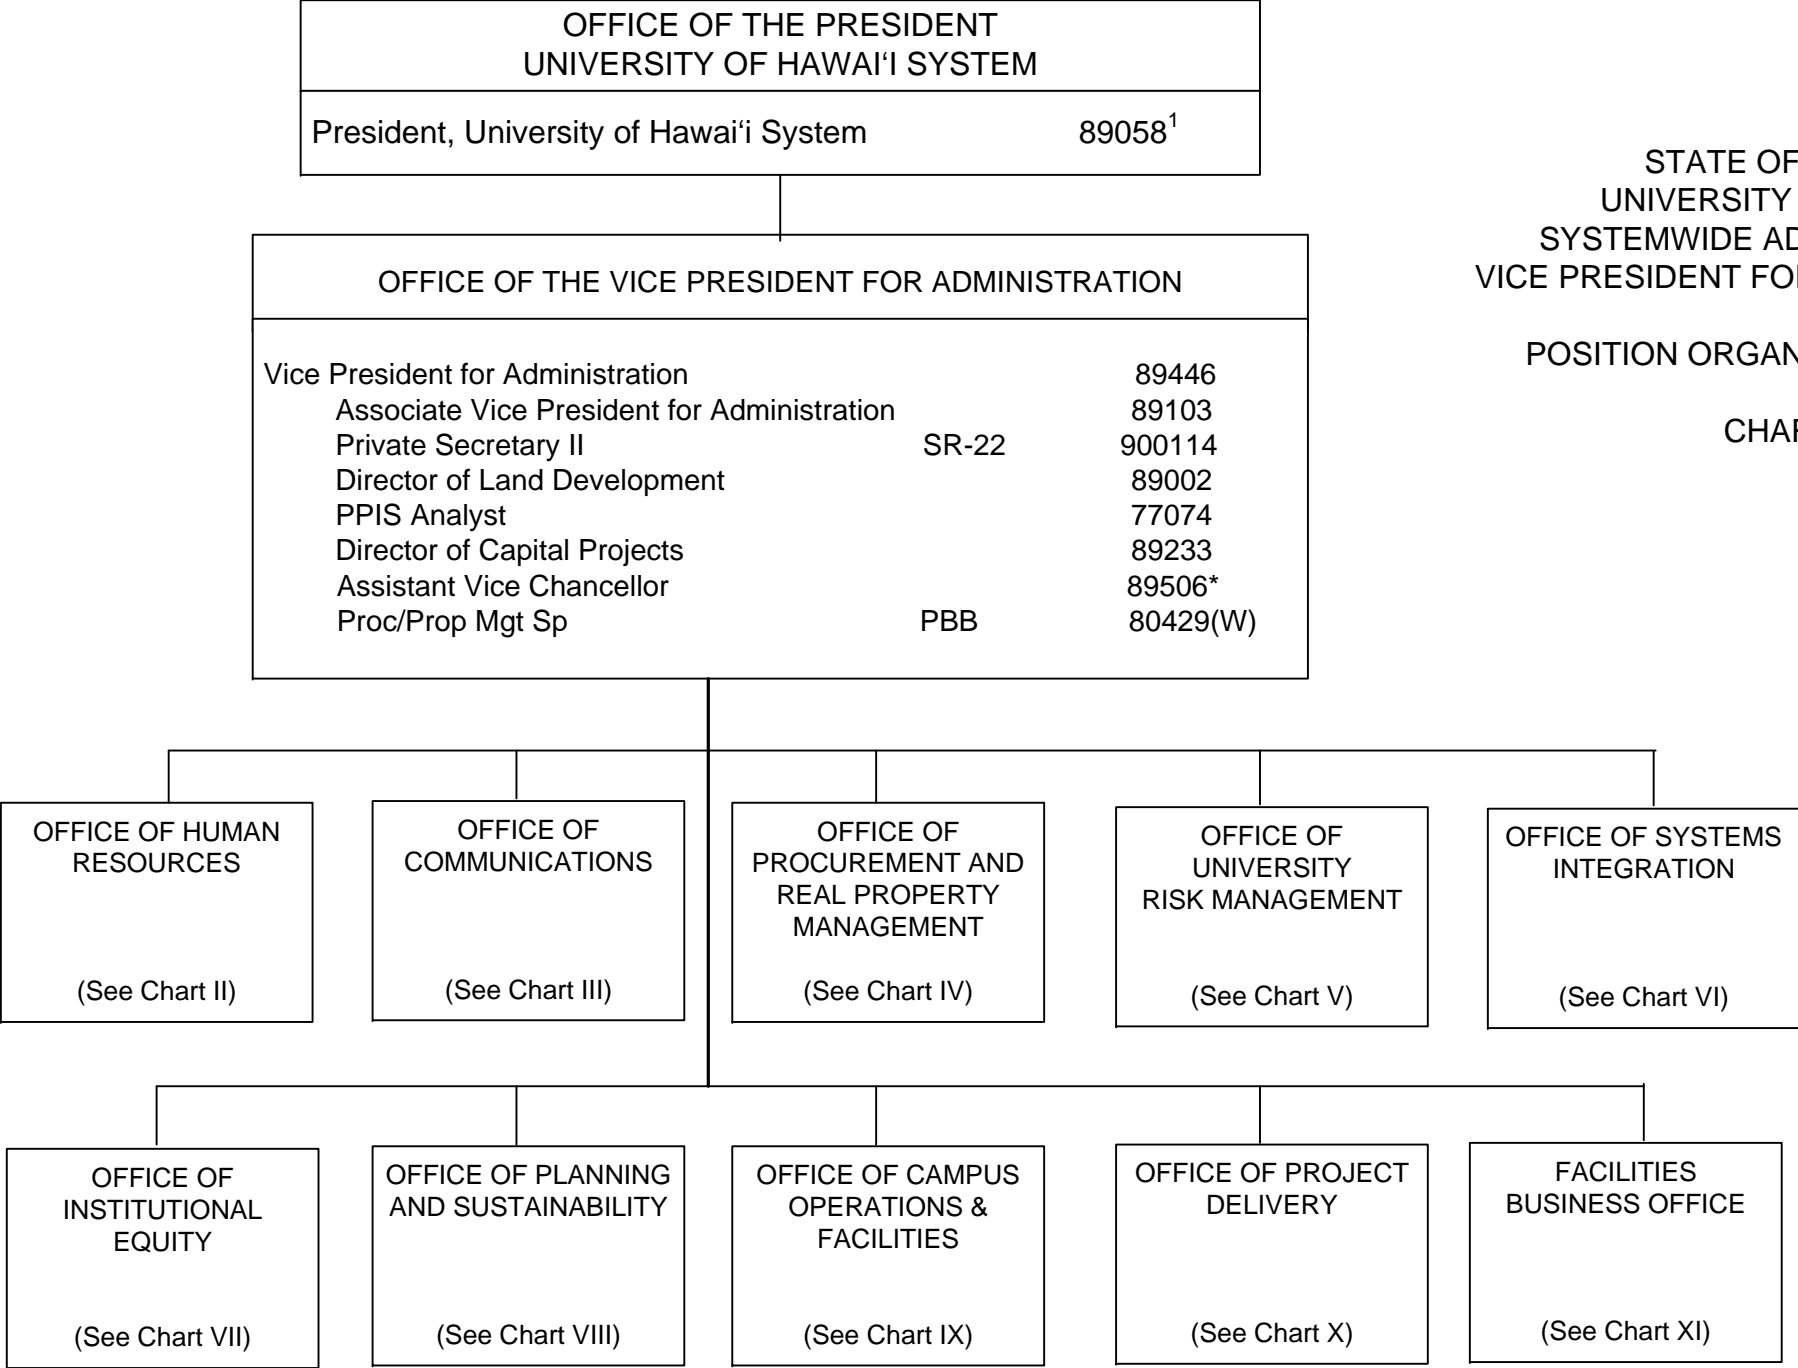 OFFICE OF THE PRESIDENT
UNIVERSITY OF HAWAI‘I SYSTEM
President, University of Hawai‘i System 89058¹
STATE OF
UNIVERSITY
SYSTEMWIDE AD
VICE PRESIDENT FO
POSITION ORGAN
CHA
OFFICE OF THE VICE PRESIDENT FOR ADMINISTRATION
Vice President for Administration 89446
Associate Vice President for Administration 89103
Private Secretary II SR-22 900114
Director of Land Development 89002
PPIS Analyst 77074
Director of Capital Projects 89233
Assistant Vice Chancellor 89506*
Proc/Prop Mgt Sp PBB 80429(W)
OFFICE OF HUMAN
RESOURCES
(See Chart II)
OFFICE OF
COMMUNICATIONS
(See Chart III)
OFFICE OF
PROCUREMENT AND
REAL PROPERTY
MANAGEMENT
(See Chart IV)
OFFICE OF
UNIVERSITY
RISK MANAGEMENT
(See Chart V)
OFFICE OF SYSTEMS
INTEGRATION
(See Chart VI)
OFFICE OF
INSTITUTIONAL
EQUITY
(See Chart VII)
OFFICE OF PLANNING
AND SUSTAINABILITY
(See Chart VIII)
OFFICE OF CAMPUS
OPERATIONS &
FACILITIES
(See Chart IX)
OFFICE OF PROJECT
DELIVERY
(See Chart X)
FACILITIES
BUSINESS OFFICE
(See Chart XI)